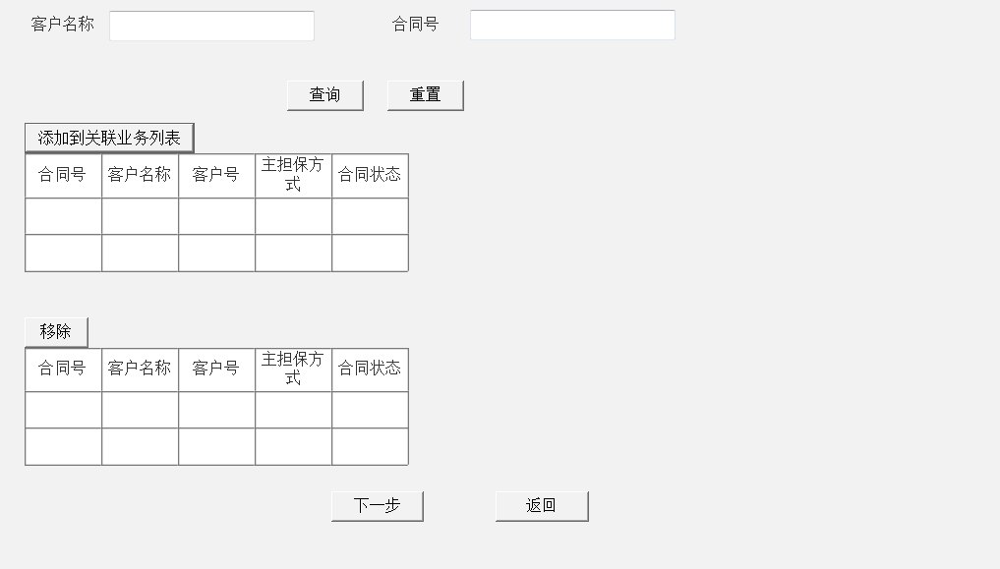 客户名称 合同号
查询 重置
添加到关联业务列表
合同号 客户名称 客户号 主担保方式 合同状态
移除
合同号 客户名称 客户号 主担保方式 合同状态
下一步 返回